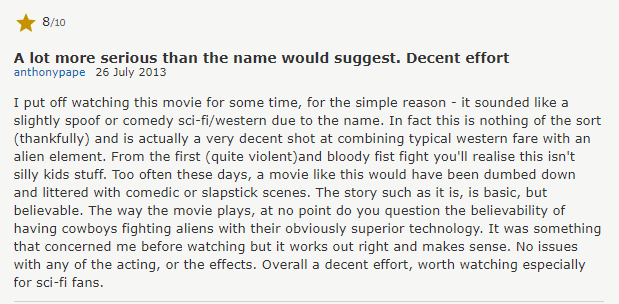 8/10
A lot more serious than the name would suggest. Decent effort
anthonypape 26 July 2013
I put off watching this movie for some time, for the simple reason - it sounded like a
slightly spoof or comedy sci-fi/western due to the name. In fact this is nothing of the sort
(thankfully) and is actually a very decent shot at combining typical western fare with an
alien element. From the first (quite violent)and bloody fist fight you'll realise this isn't
silly kids stuff. Too often these days, a movie like this would have been dumbed down
and littered with comedic or slapstick scenes. The story such as it is, is basic, but
believable. The way the movie plays, at no point do you question the believability of
having cowboys fighting aliens with their obviously superior technology. It was something
that concerned me before watching but it works out right and makes sense. No issues
with any of the acting, or the effects. Overall a decent effort, worth watching especially
for sci-fi fans.